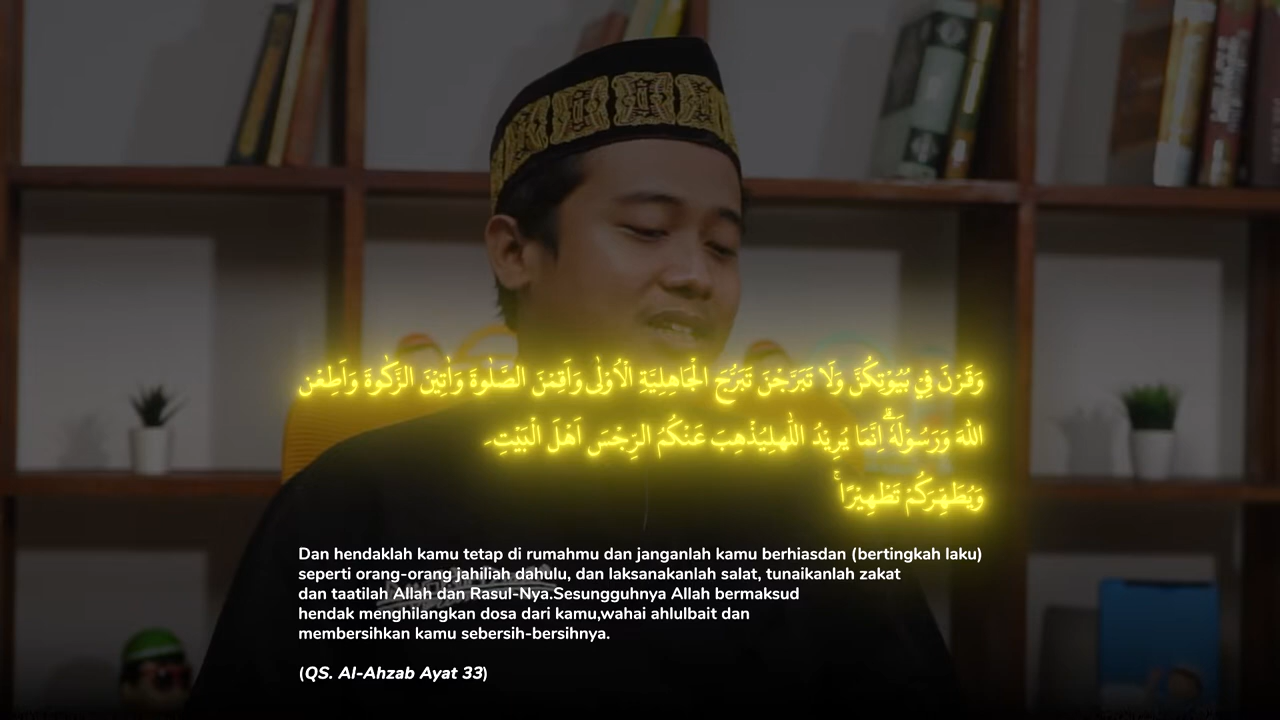 وَقَرْنَ فِيْ بُيُوْتِكُنَّ وَلَا تَبَرَّجْنَ تَبَرُّجَ الْجَاهِلِيَّةِ الْاُوْلٰى وَاَقِمْنَ الصَّلٰوةَ وَاٰتِيْنَ الزَّكٰوةَ وَاَطِعْنَ
اللّٰهَ وَرَسُوْلَهٗ ۗاِنَّمَا يُرِيْدُ اللّٰهلِيُذْهِبَ عَنْكُمُ الرِّجْسَ اَهْلَ الْبَيْتِ
وَيُطَهِّرَكُمْ تَطْهِيْرًاۚ
Dan hendaklah kamu tetap di rumahmu dan janganlah kamu berhiasdan (bertingkah laku)
seperti orang-orang jahiliah dahulu, dan laksanakanlah salat, tunaikanlah zakat
dan taatilah Allah dan Rasul-Nya.Sesungguhnya Allah bermaksud
hendak menghilangkan dosa dari kamu,wahai ahlulbait dan
membersihkan kamu sebersih-bersihnya.
(QS. Al-Ahzab Ayat 33)